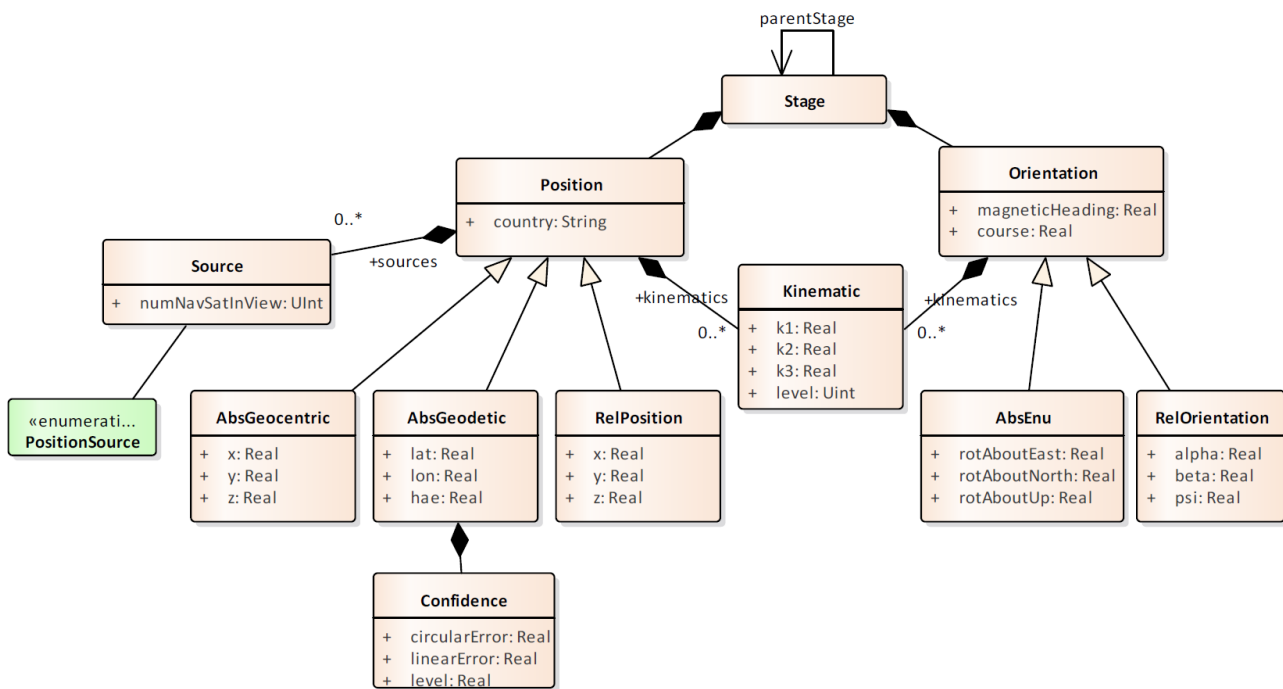 parentStage
Stage
Position
+ country: String
Orientation
+ magneticHeading: Real
+ course: Real
0..*
+sources
Source
+ numNavSatInView: UInt
+kinematics
0..*
Kinematic
+ k1: Real
+ k2: Real
+ k3: Real
+ level: Uint
+kinematics
0..*
«enumerati...
PositionSource
AbsGeocentric
+ x: Real
+ y: Real
+ z: Real
AbsGeodetic
+ lat: Real
+ lon: Real
+ hae: Real
RelPosition
+ x: Real
+ y: Real
+ z: Real
AbsEnu
+ rotAboutEast: Real
+ rotAboutNorth: Real
+ rotAboutUp: Real
RelOrientation
+ alpha: Real
+ beta: Real
+ psi: Real
Confidence
+ circularError: Real
+ linearError: Real
+ level: Real